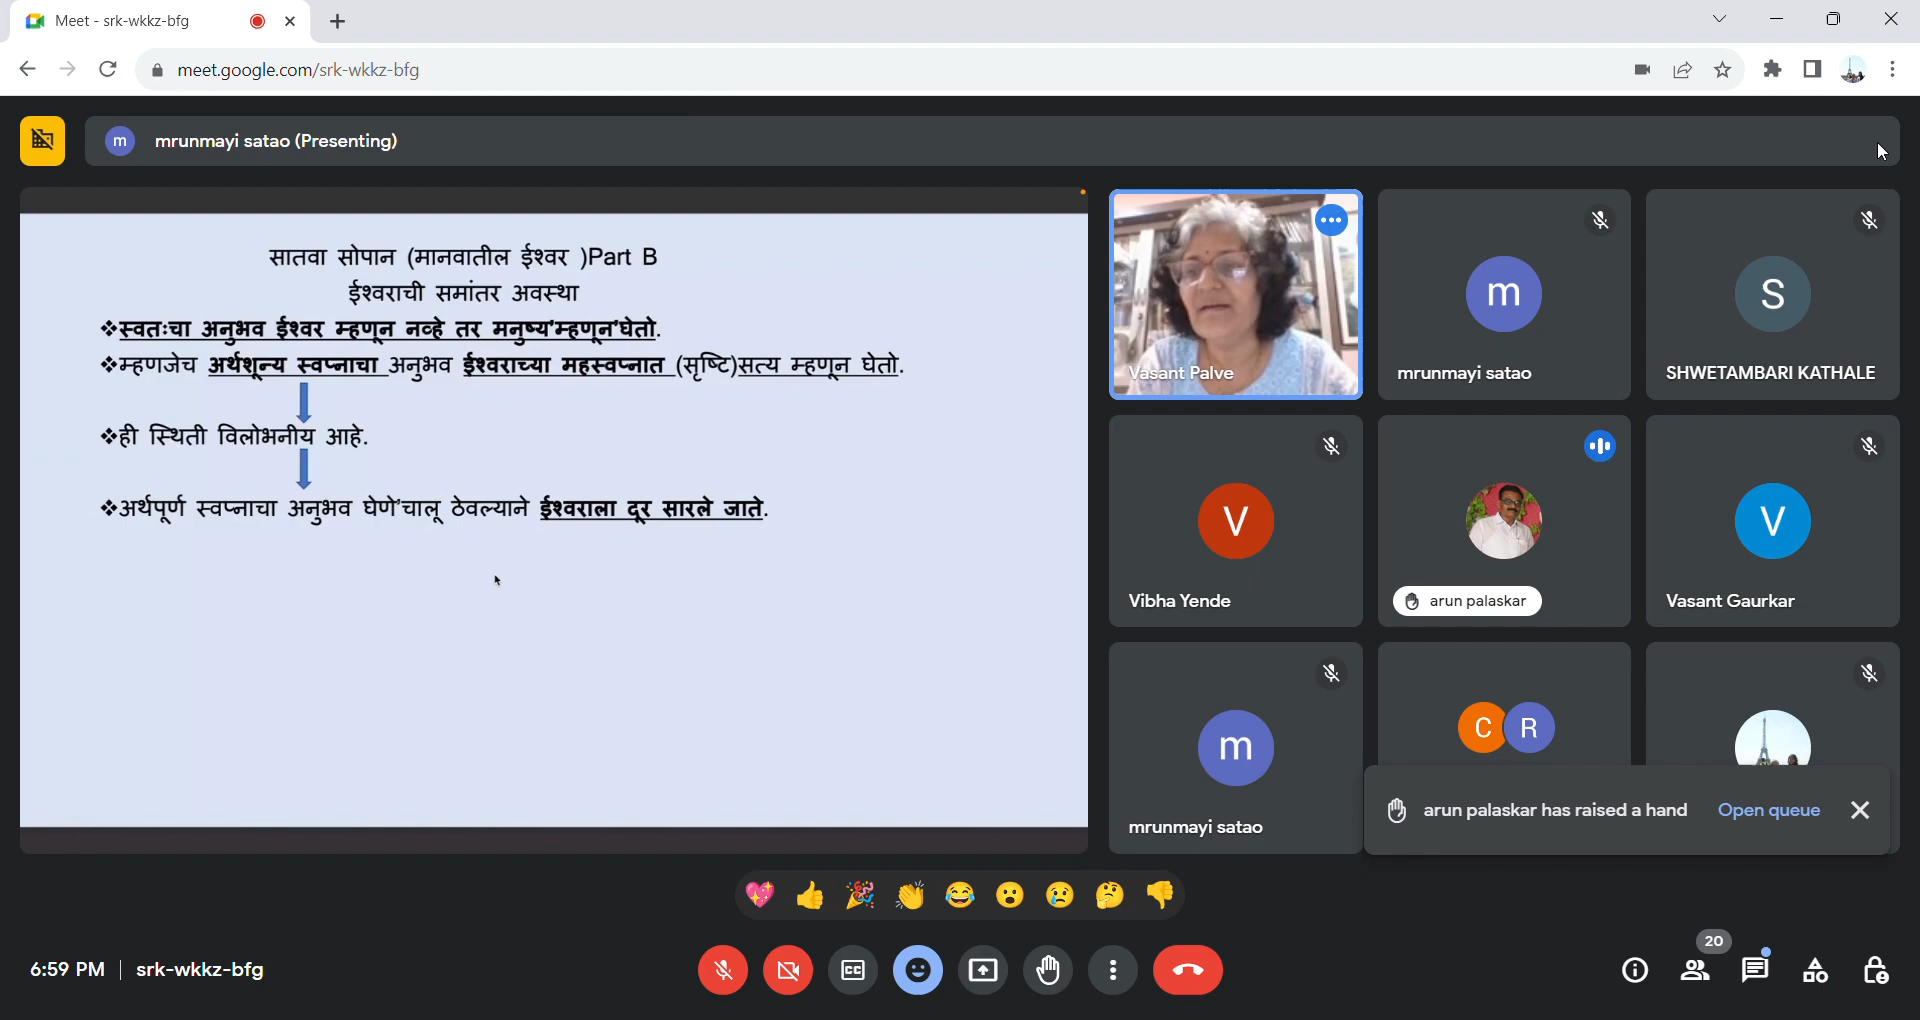 Meet - srk-wkkz-bfg
meet.google.com/srk-wkkz-bfg
m mrunmayi satao (Presenting)
सातवा सोपान (मानवातील ईश्वर )Part B
ईश्वराची समांतर अवस्था
❖स्वतःचा अनुभव ईश्वर म्हणून नव्हे तर मनुष्य'म्हणून'घेतो.
❖म्हणजेच अर्थशून्य स्वप्नाचा अनुभव ईश्वराच्या महस्वप्नात (सृष्टि)सत्य म्हणून घेतो.
❖ही स्थिती विलोभनीय आहे.
❖अर्थपूर्ण स्वप्नाचा अनुभव घेणे'चालू ठेवल्याने ईश्वराला दूर सारले जाते.
Vasant Palve
m
mrunmayi satao
S
SHWETAMBARI KATHALE
V
Vibha Yende
arun palaskar
V
Vasant Gaurkar
m
mrunmayi satao
C R
arun palaskar has raised a hand Open queue
6:59 PM | srk-wkkz-bfg
CC
20